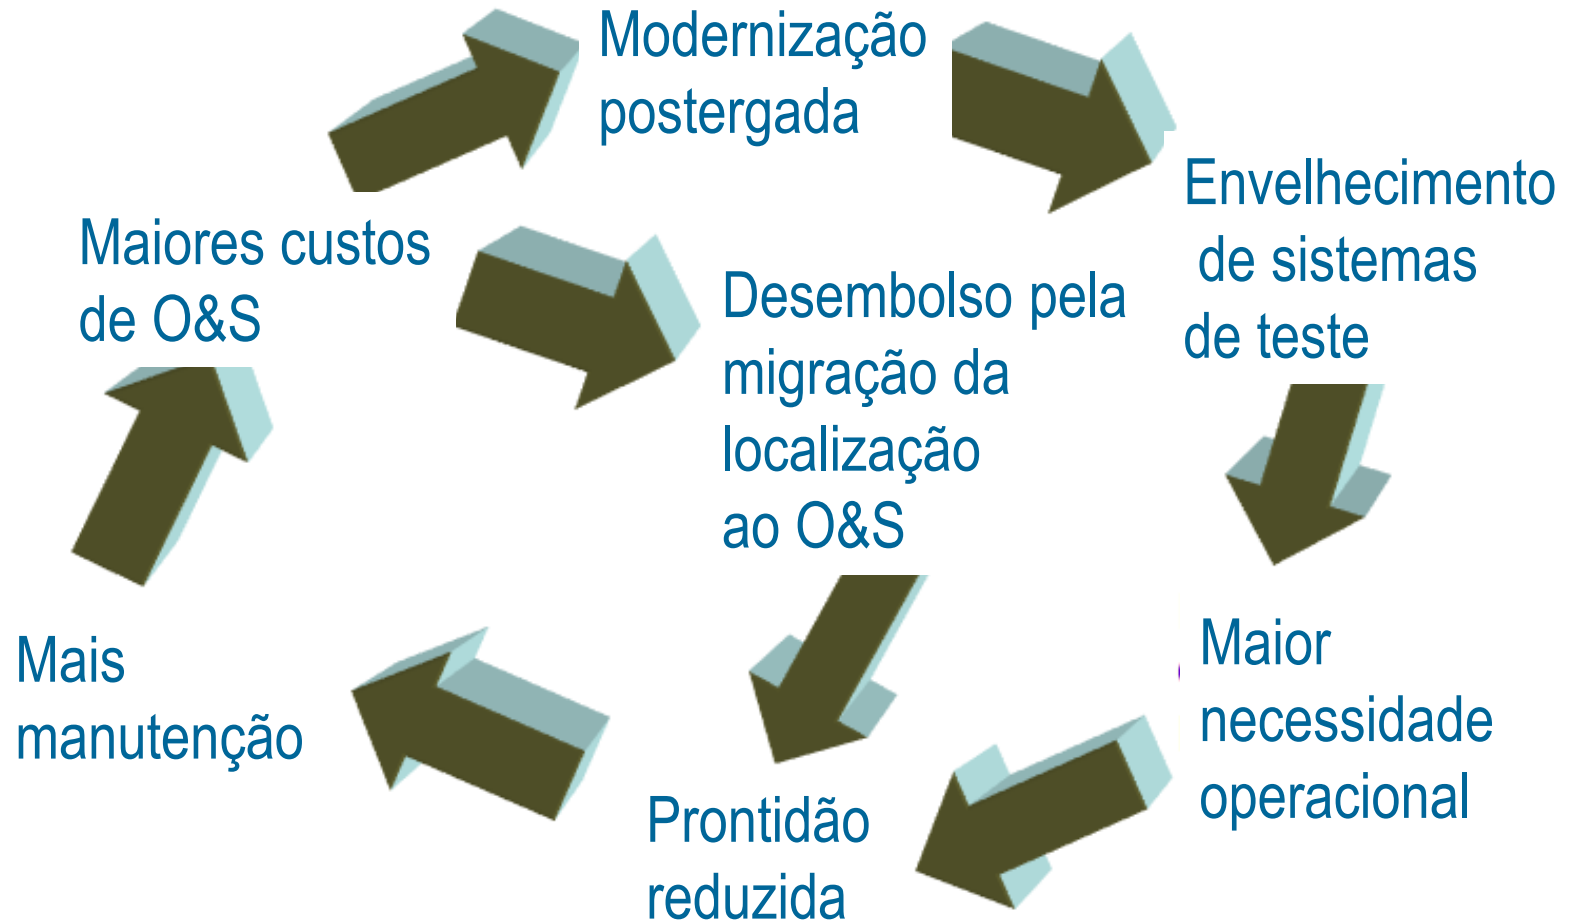 Modernização
postergada
Envelhecimento
de sistemas
de teste
Maiores custos
de O&S
Desembolso pela
migração da
localização
ao O&S
Maior
necessidade
operacional
Mais
manutenção
Prontidão
reduzida